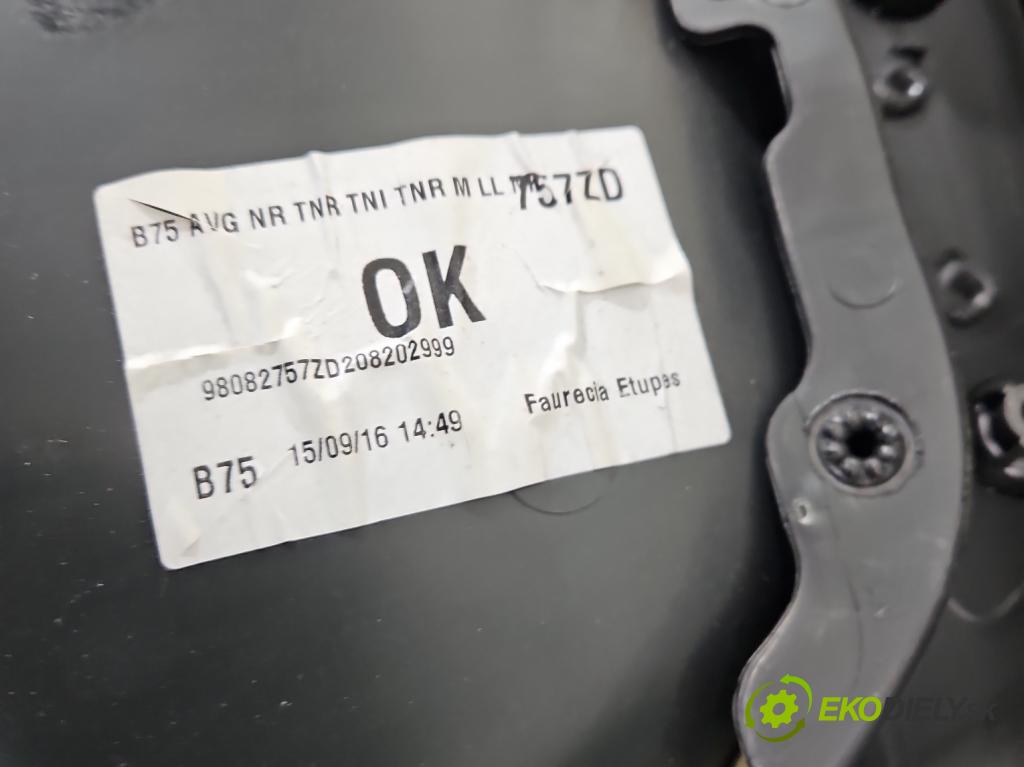 B75 AVG NR TNR TNI TNR M LL 757ZD
OK
98082757ZD208202999
B75 15/09/16 14:49 Faurecia Etupes
EKODIELY.SK